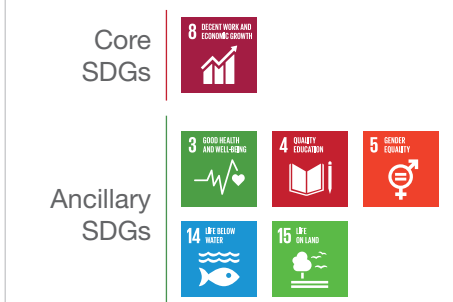 Core
SDGs
8 DECENT WORK AND
ECONOMIC GROWTH
Ancillary
SDGs
3 GOOD HEALTH
AND WELL-BEING
4 QUALITY
EDUCATION
5 GENDER
EQUALITY
14 LIFE BELOW
WATER
15 LIFE
ON LAND